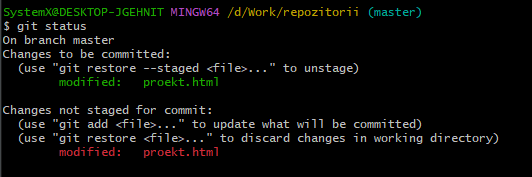 SystemX@DESKTOP-JGEHNIT MINGW64 /d/Work/repozitorii (master)
$ git status
On branch master
Changes to be committed:
  (use "git restore --staged <file>..." to unstage)
        modified:   proekt.html

Changes not staged for commit:
  (use "git add <file>..." to update what will be committed)
  (use "git restore <file>..." to discard changes in working directory)
        modified:   proekt.html